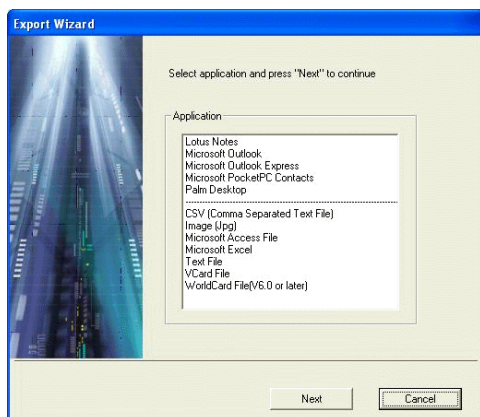 Export Wizard
Select application and press "Next" to continue
Application
Lotus Notes
Microsoft Outlook
Microsoft Outlook Express
Microsoft PocketPC Contacts
Palm Desktop
CSV (Comma Separated Text File)
Image (Jpg)
Microsoft Access File
Microsoft Excel
Text File
VCard File
WorldCard File(V6.0 or later)
Next
Cancel